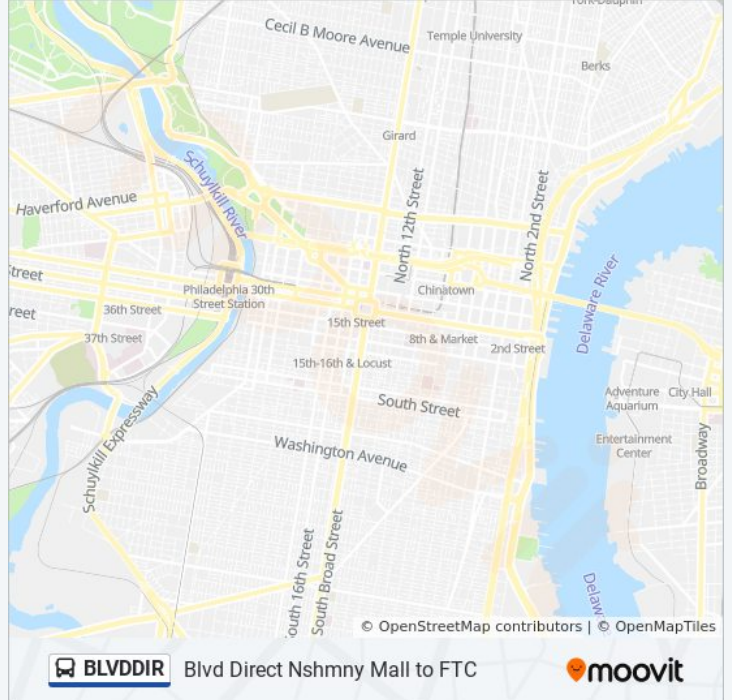 York-Dauphin
Cecil B Moore Avenue
Temple University
Berks
Girard
Schuylkill River
Haverford Avenue
North 12th Street
North 2nd Street
Delaware River
Street
Philadelphia 30th
Street Station
Chinatown
36th Street
reet
15th Street
37th Street
8th & Market
2nd Street
15th-16th & Locust
Adventure
Aquarium
City Hall
South Street
Schuylkill Expressway
Washington Avenue
Entertainment
Center
Broadway
outh 16th Street
South Broad Street
Delawa
© OpenStreetMap contributors | © OpenMapTiles
BLVDDIR
Blvd Direct Nshmny Mall to FTC
moovit